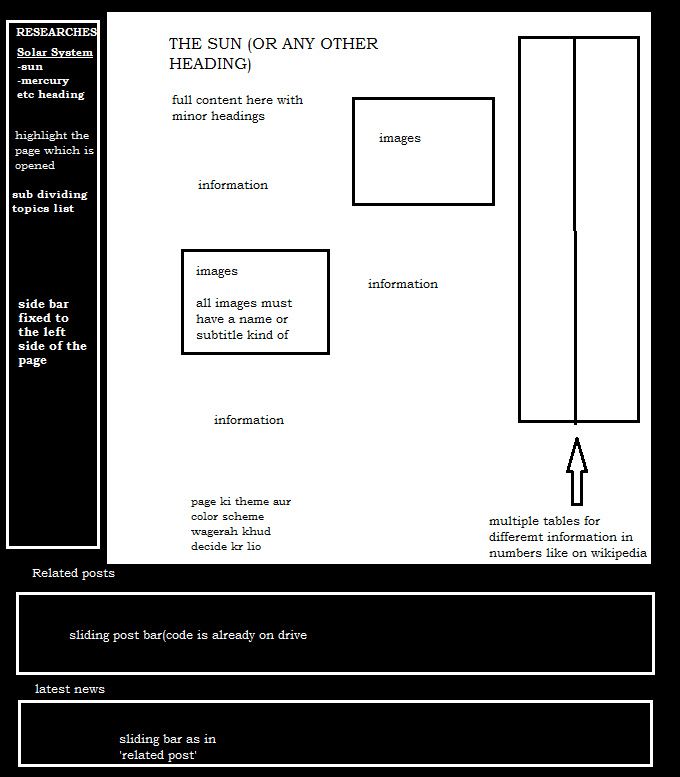 RESEARCHES
Solar System
-sun
-mercury
etc heading
highlight the
page which is
opened
sub dividing
topics list
side bar
fixed to
the left
side of the
page
THE SUN (OR ANY OTHER
HEADING)
full content here with
minor headings
images
information
images
all images must
have a name or
subtitle kind of
information
information
page ki theme aur
color scheme
wagerah khud
decide kr lio
multiple tables for
differemt information in
numbers like on wikipedia
Related posts
sliding post bar(code is already on drive
latest news
sliding bar as in
'related post'